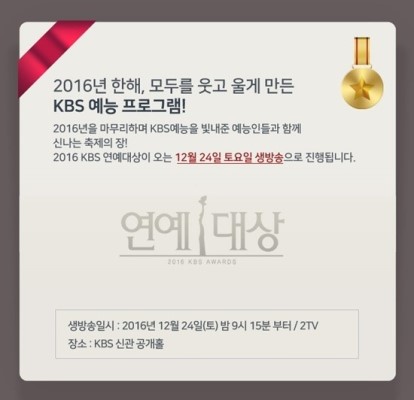 2016년 한해, 모두를 웃고 울게 만든
KBS 예능 프로그램!
2016년을 마무리하며 KBS예능을 빛내준 예능인들과 함께
신나는 축제의 장!
2016 KBS 연예대상이 오는 12월 24일 토요일 생방송으로 진행됩니다.
연예대상
2016 KBS AWARDS
생방송일시 : 2016년 12월 24일(토) 밤 9시 15분 부터 / 2TV
장소 : KBS 신관 공개홀